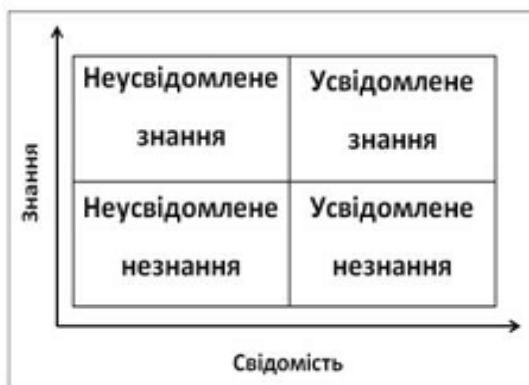 Знання
Неусвідомлене
знання
Усвідомлене
знання
Неусвідомлене
незнання
Усвідомлене
незнання
Свідомість